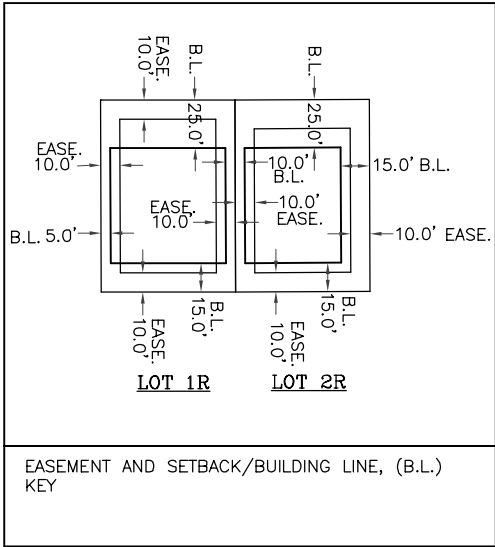 EASE.
10.0'
B.L.
25.0'
B.L.
25.0'
EASE.
10.0'
10.0'
B.L.
15.0' B.L.
EASE.
10.0'
10.0'
EASE.
B.L. 5.0'
10.0' EASE.
EASE.
10.0'
B.L.
15.0'
EASE.
10.0'
B.L.
15.0'
LOT 1R
LOT 2R
EASEMENT AND SETBACK/BUILDING LINE, (B.L.)
KEY